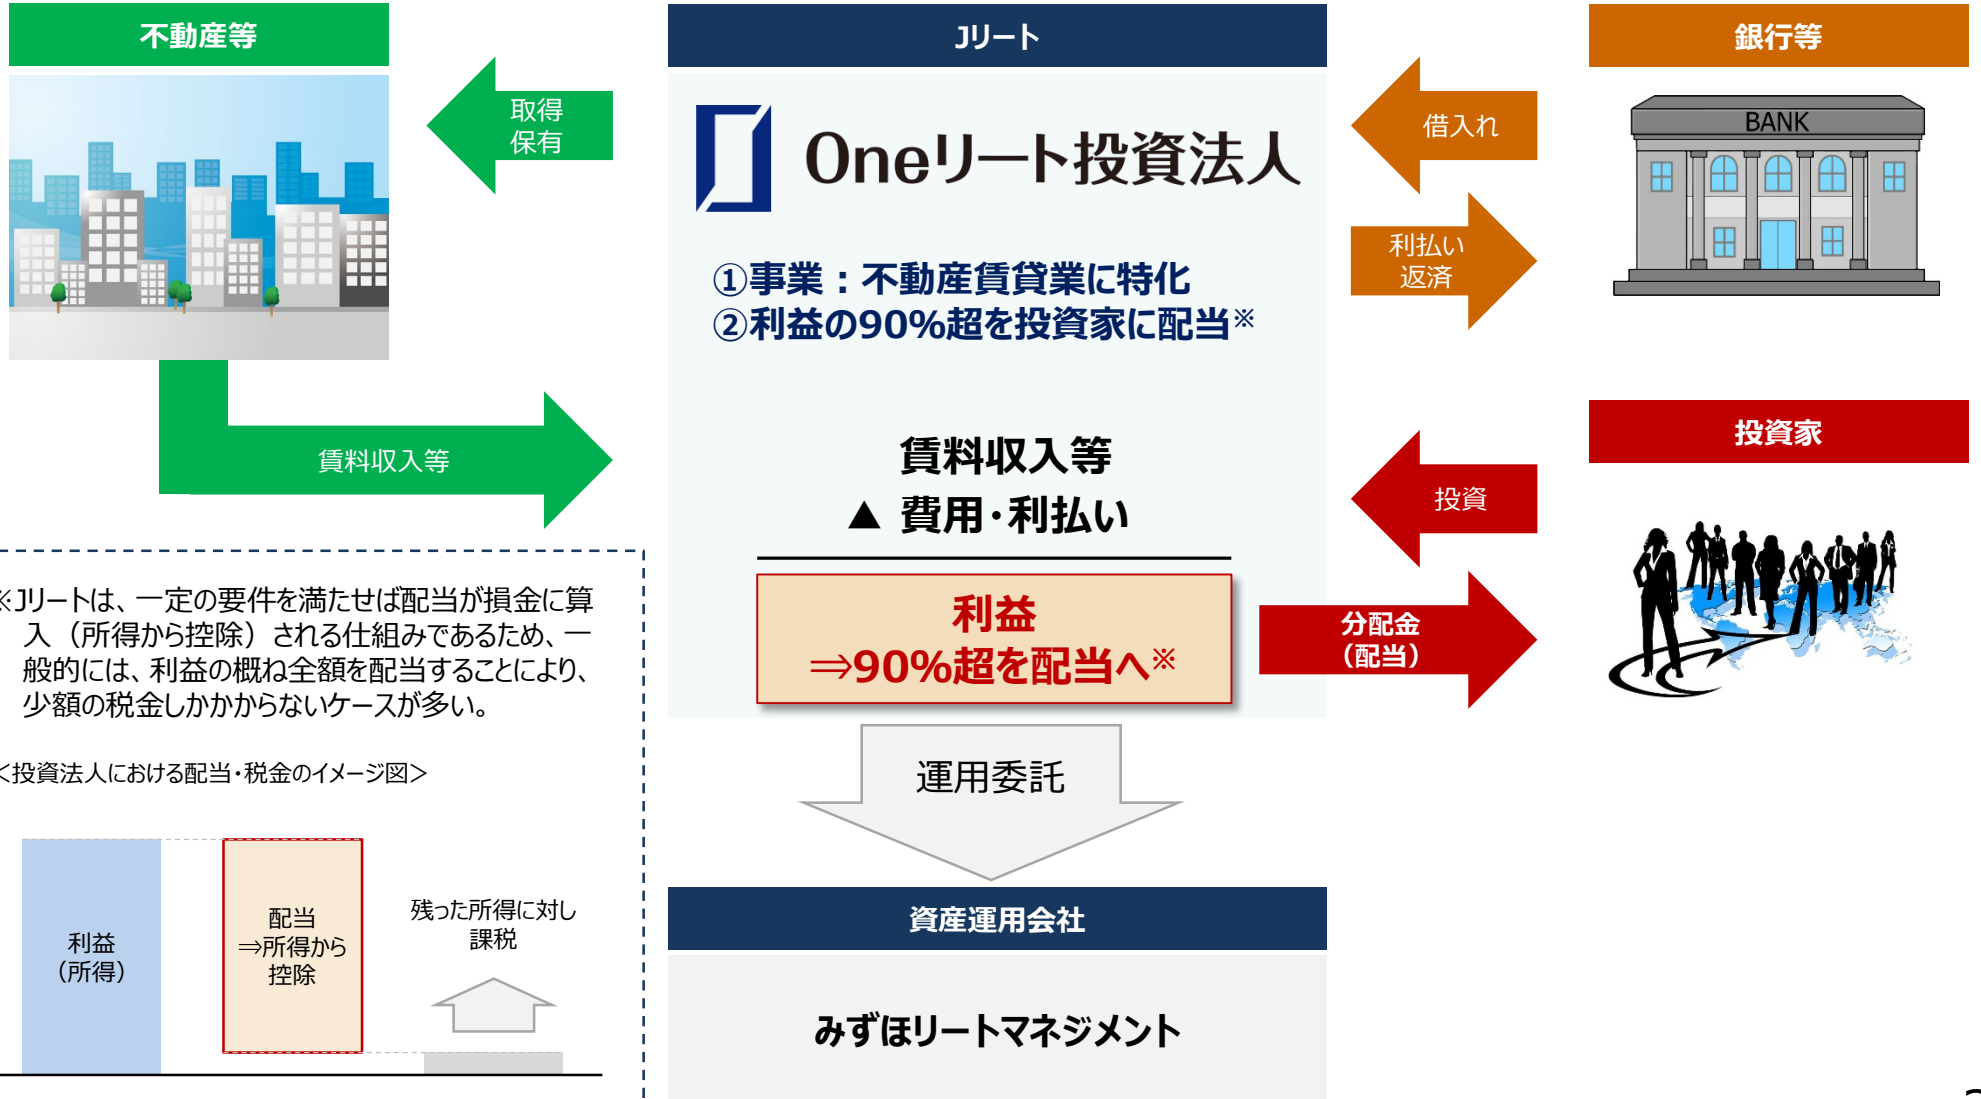 不動産等
取得
保有
賃料収入等
Jリート
Oneリート投資法人
①事業：不動産賃貸業に特化
②利益の90%超を投資家に配当※
賃料収入等
▲ 費用･利払い
利益
⇒90%超を配当へ※
運用委託
資産運用会社
みずほリートマネジメント
銀行等
BANK
借入れ
利払い
返済
投資家
投資
分配金
（配当）
※Jリートは、一定の要件を満たせば配当が損金に算
入（所得から控除）される仕組みであるため、一
般的には、利益の概ね全額を配当することにより、
少額の税金しかかからないケースが多い。
＜投資法人における配当･税金のイメージ図＞
利益
（所得）
配当
⇒所得から
控除
残った所得に対し
課税